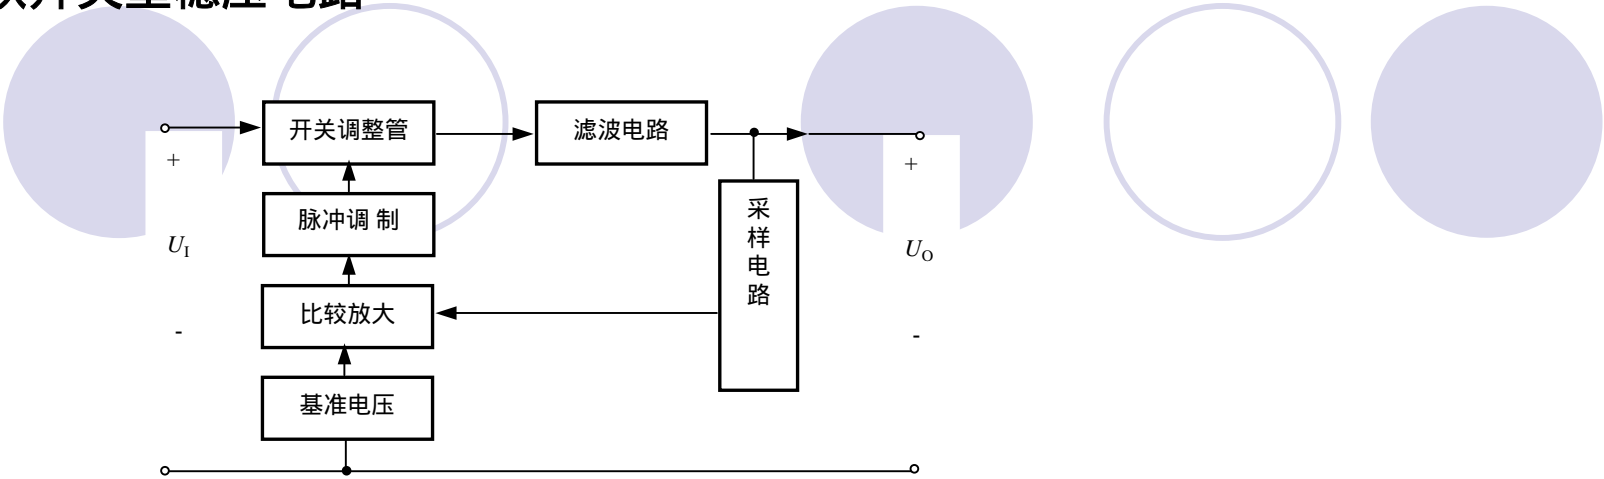 开关型稳压电路
开关调整管
滤波电路
+
+
脉冲调 制
采
样
电
路
UI
UO
比较放大
-
-
基准电压